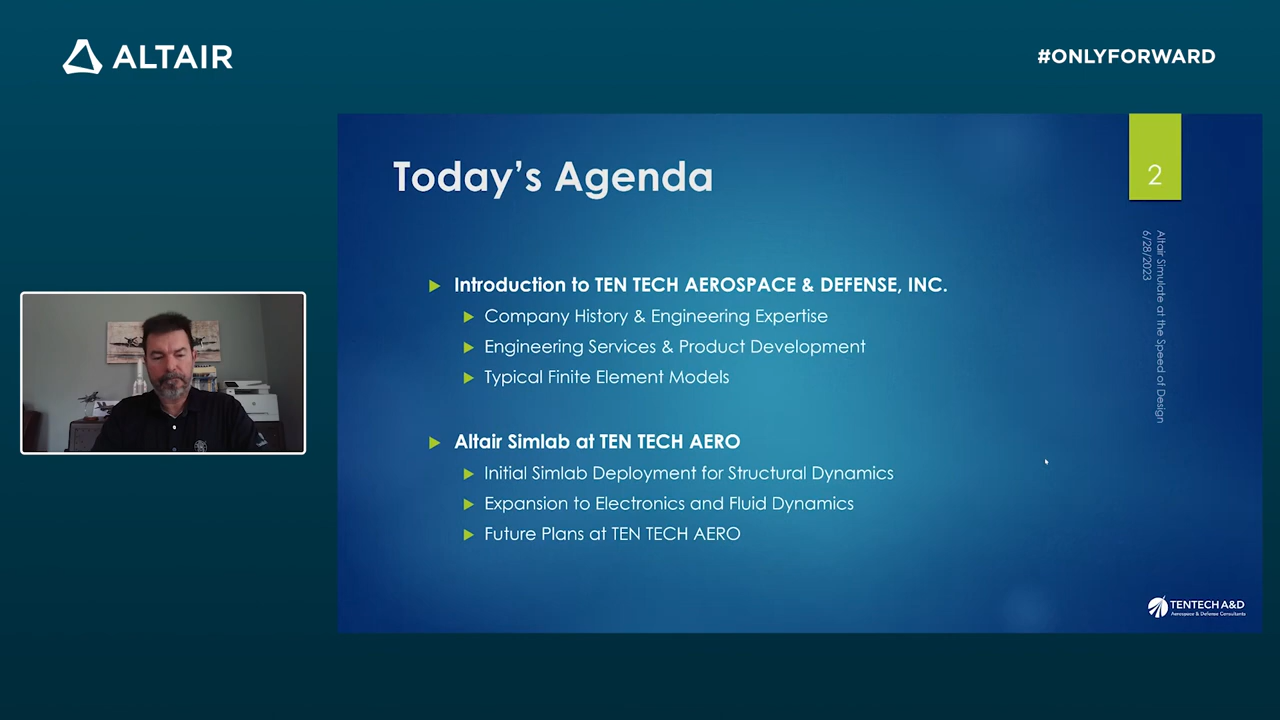 ALTAIR
#ONLYFORWARD
Today's Agenda
2
Altair Simulate at the Speed of Design
6/28/2023
Introduction to TEN TECH AEROSPACE & DEFENSE, INC.
Company History & Engineering Expertise
Engineering Services & Product Development
Typical Finite Element Models
Altair Simlab at TEN TECH AERO
Initial Simlab Deployment for Structural Dynamics
Expansion to Electronics and Fluid Dynamics
Future Plans at TEN TECH AERO
TENTECH A&D
Aerospace & Defense Consultants